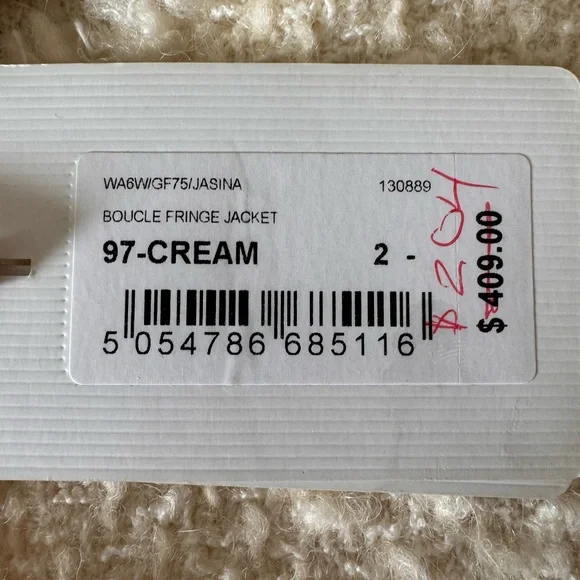 WA6W/GF75/JASINA 130889
BOUCLE FRINGE JACKET
97-CREAM 2 -
5 054786 685116
$ 204
$ 409.00